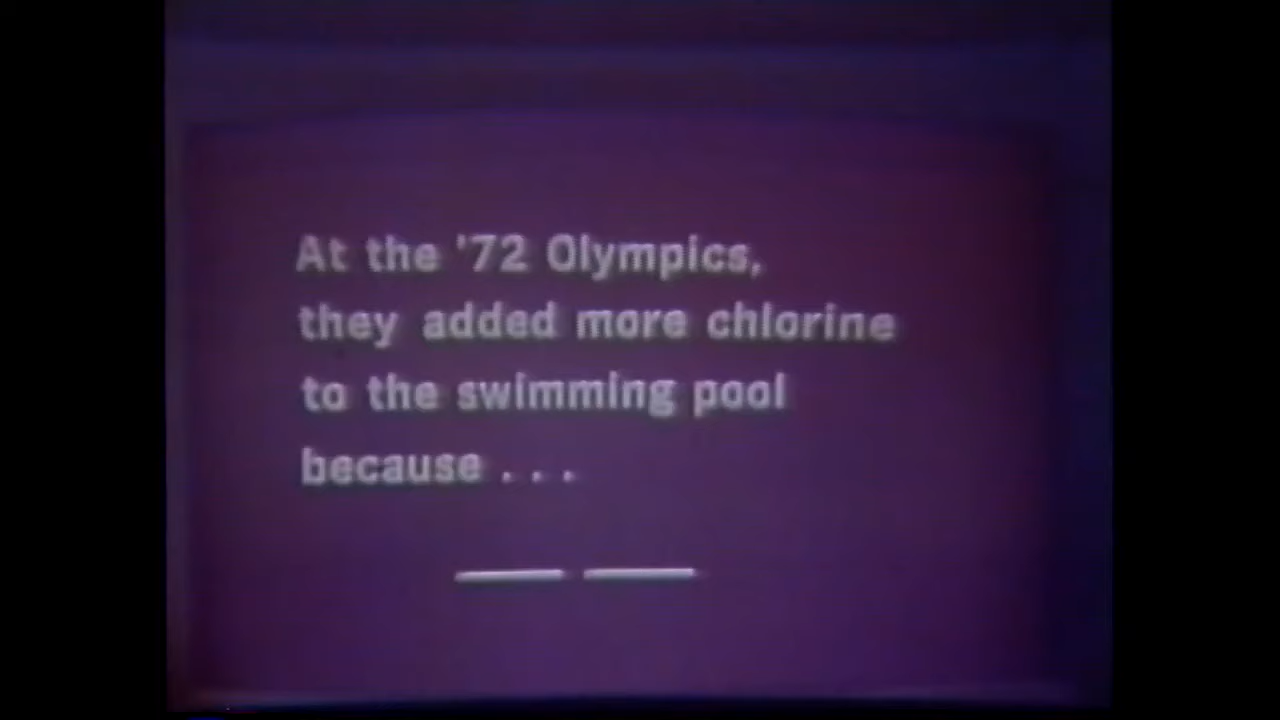 At the '72 Olympics,
they added more chlorine
to the swimming pool
because . . .